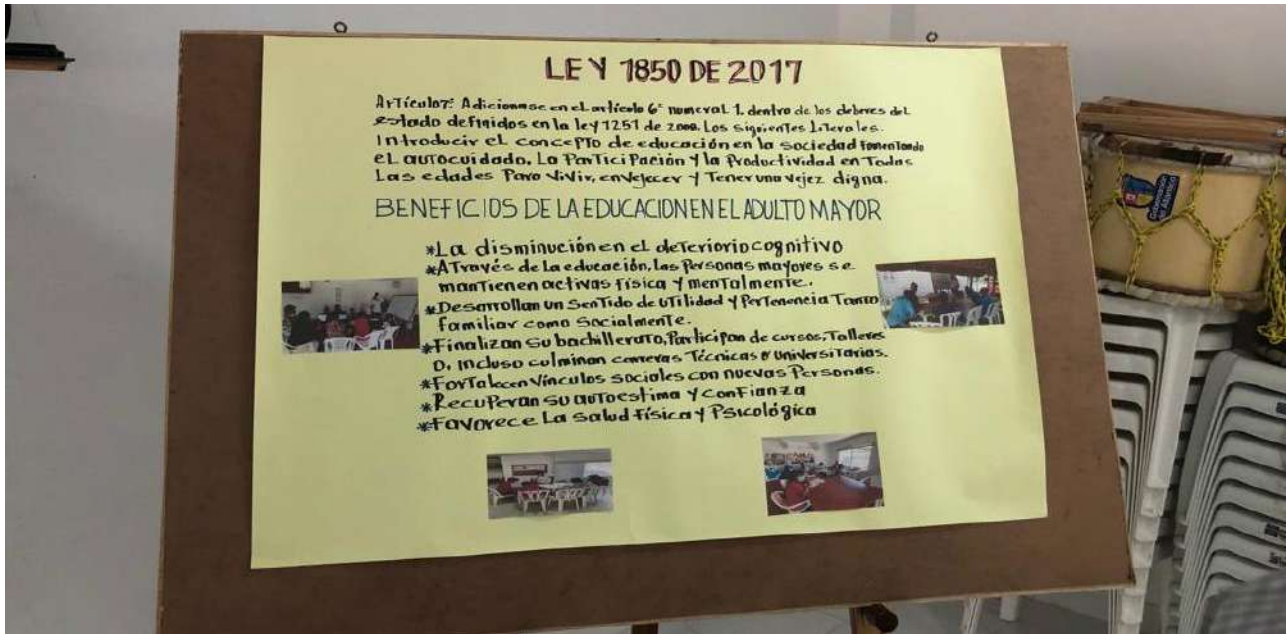 LEY 1850 DE 2017
Artículo 7º Adicionase en el artículo 6º numeral 1. dentro de los deberes del
estado definidos en la ley 1251 de 2008. Los siguientes Literales.
Introducir el concepto de educación en la sociedad fomentando
el autocuidado. La Participación y la Productividad en Todas
Las edades Para Vivir, envejecer y Tener una vejez digna.
BENEFICIOS DE LA EDUCACION EN EL ADULTO MAYOR
*La disminución en el deteriorio cognitivo
*A Través de La educación, Las Personas mayores se
mantienen activas física y mentalmente.
*Desarrollan un Sentido de utilidad y Pertenencia Tanto
familiar como Socialmente.
*Finalizan su bachillerato, Participan de cursos, Talleres
O, incluso culminan carreras Técnicas o Universitarias.
*Fortalecen Vínculos sociales con nuevas Personas.
*Recuperan su autoestima y confianza
*Favorece La Salud física y Psicológica
Gobernación
del Atlántico